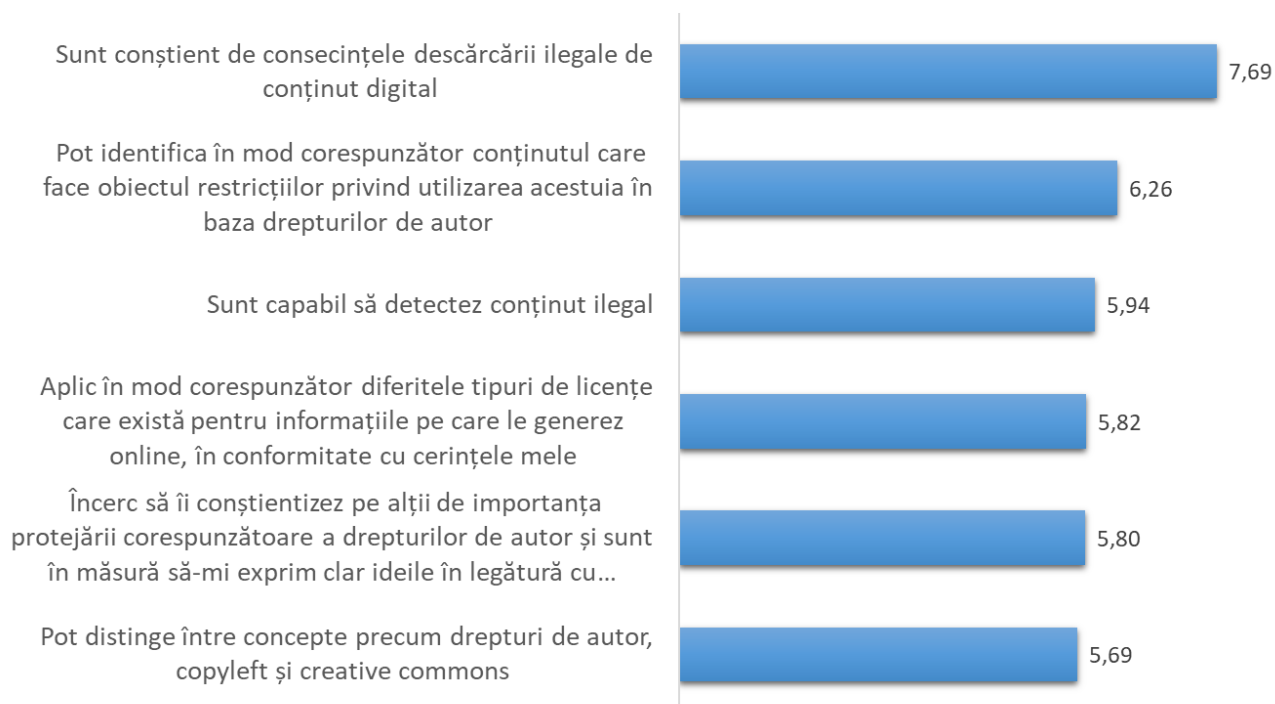 Sunt conștient de consecințele descărcării ilegale de
conținut digital
7,69
Pot identifica în mod corespunzător conținutul care
face obiectul restricțiilor privind utilizarea acestuia în
baza drepturilor de autor
6,26
Sunt capabil să detectez conținut ilegal
5,94
Aplic în mod corespunzător diferitele tipuri de licențe
care există pentru informațiile pe care le generez
online, în conformitate cu cerințele mele
5,82
Încerc să îi conștientizez pe alții de importanța
protejării corespunzătoare a drepturilor de autor și sunt
în măsură să-mi exprim clar ideile în legătură cu...
5,80
Pot distinge între concepte precum drepturi de autor,
copyleft și creative commons
5,69